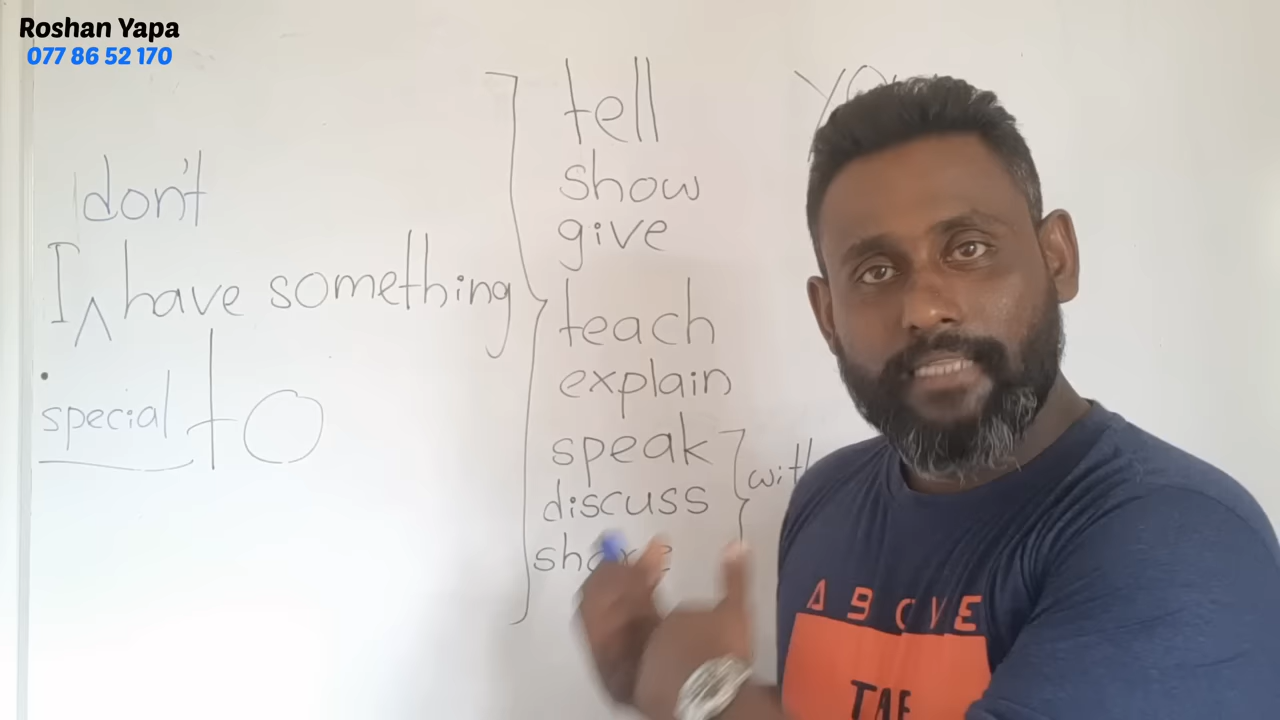 Roshan Yapa
077 86 52 170
don't
I ^ have something
special to
tell
show
give
teach
explain
speak
discuss
share
ABOVE